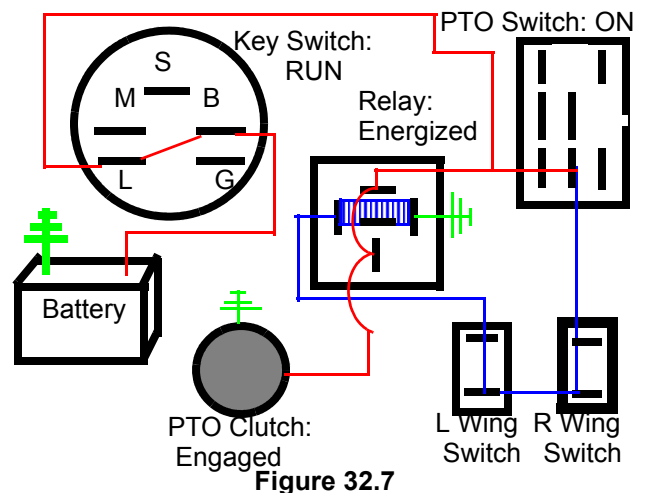 Key Switch:
RUN
PTO Switch: ON
S
M
B
L
G
Relay:
Energized
Battery
PTO Clutch:
Engaged
L Wing
Switch
R Wing
Switch
Figure 32.7